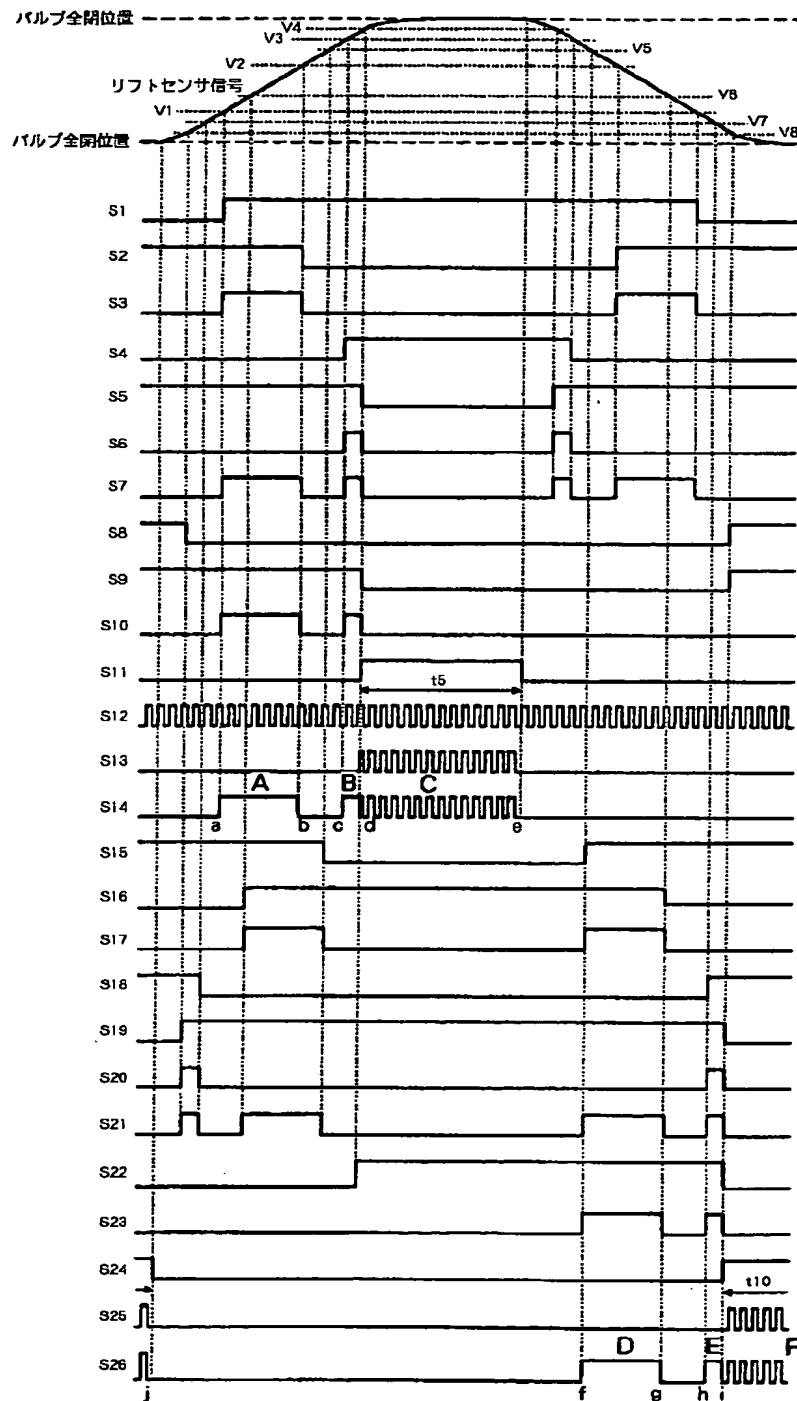 バルブ全閉位置
V4
V3
V5
V2
リフトセンサ信号
V6
V1
V7
バルブ全開位置
V8
S1
S2
S3
S4
S5
S6
S7
S8
S9
S10
S11
t5
S12
S13
A B C
S14
a b c d e
S15
S16
S17
S18
S19
S20
S21
S22
S23
S24
t10
S25
D E F
S26
j f g h i